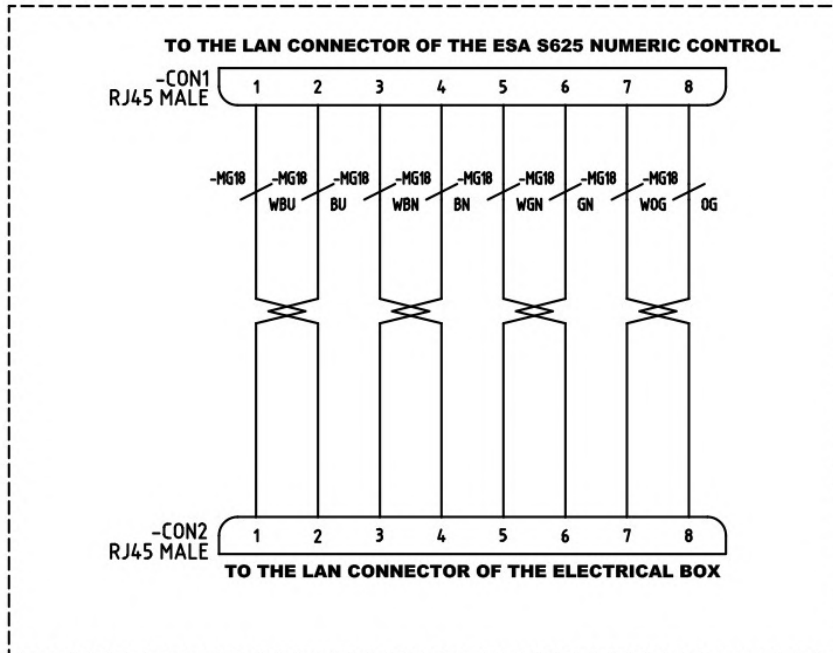 TO THE LAN CONNECTOR OF THE ESA S625 NUMERIC CONTROL
-CON1
RJ45 MALE
1 2 3 4 5 6 7 8
-MG18 -MG18 -MG18 -MG18 -MG18 -MG18 -MG18 -MG18
WBU BU WBN BN WGN GN WOG OG
-CON2
RJ45 MALE
1 2 3 4 5 6 7 8
TO THE LAN CONNECTOR OF THE ELECTRICAL BOX